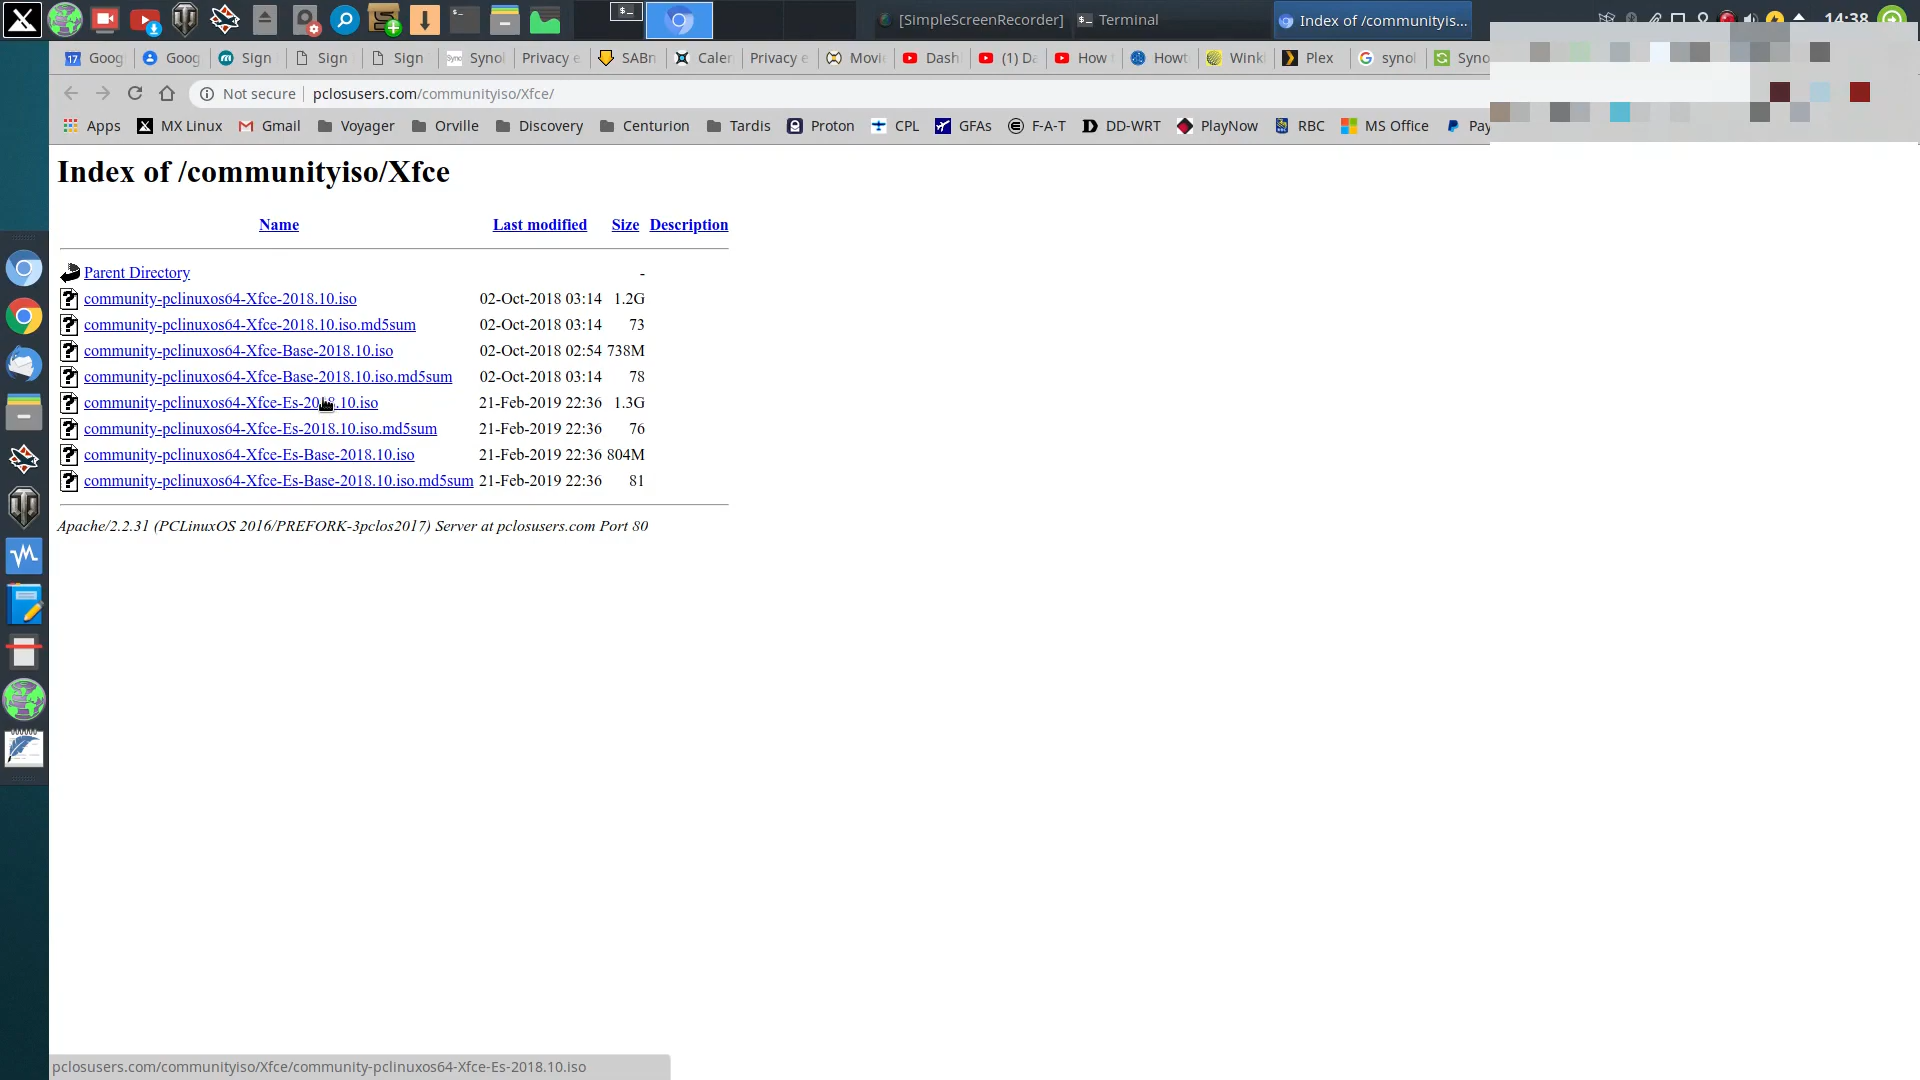 [SimpleScreenRecorder] Terminal Index of /communityis... 14:38
17 Goog Goog Sign Sign Sign Syno Synol Privacy e SABn Caler Privacy e Movi Dash (1) Da How t Howt Winki Plex synol Syno
Not secure pclosusers.com/communityiso/Xfce/
Apps MX Linux Gmail Voyager Orville Discovery Centurion Tardis Proton CPL GFAs F-A-T DD-WRT PlayNow RBC MS Office Pay
Index of /communityiso/Xfce
Name Last modified Size Description
Parent Directory -
community-pclinuxos64-Xfce-2018.10.iso 02-Oct-2018 03:14 1.2G
community-pclinuxos64-Xfce-2018.10.iso.md5sum 02-Oct-2018 03:14 73
community-pclinuxos64-Xfce-Base-2018.10.iso 02-Oct-2018 02:54 738M
community-pclinuxos64-Xfce-Base-2018.10.iso.md5sum 02-Oct-2018 03:14 78
community-pclinuxos64-Xfce-Es-2018.10.iso 21-Feb-2019 22:36 1.3G
community-pclinuxos64-Xfce-Es-2018.10.iso.md5sum 21-Feb-2019 22:36 76
community-pclinuxos64-Xfce-Es-Base-2018.10.iso 21-Feb-2019 22:36 804M
community-pclinuxos64-Xfce-Es-Base-2018.10.iso.md5sum 21-Feb-2019 22:36 81
Apache/2.2.31 (PCLinuxOS 2016/PREFORK-3pclos2017) Server at pclosusers.com Port 80
pclosusers.com/communityiso/Xfce/community-pclinuxos64-Xfce-Es-2018.10.iso